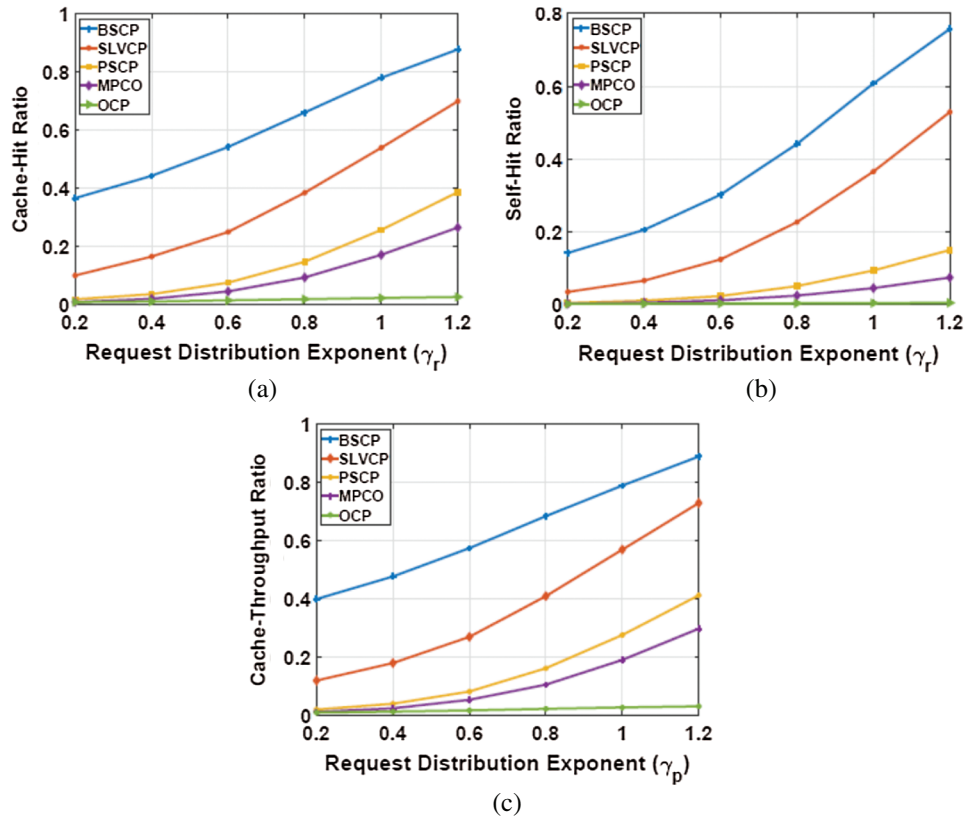 1
0.8
0.6
0.4
0.2
0
BSCP
SLVCP
PSCP
MPCO
OCP
Cache-Hit Ratio
0.2 0.4 0.6 0.8 1 1.2
Request Distribution Exponent (γr)
(a)
0.8
0.6
0.4
0.2
0
BSCP
SLVCP
PSCP
MPCO
OCP
Self-Hit Ratio
0.2 0.4 0.6 0.8 1 1.2
Request Distribution Exponent (γr)
(b)
1
0.8
0.6
0.4
0.2
0
BSCP
SLVCP
PSCP
MPCO
OCP
Cache-Throughput Ratio
0.2 0.4 0.6 0.8 1 1.2
Request Distribution Exponent (γp)
(c)